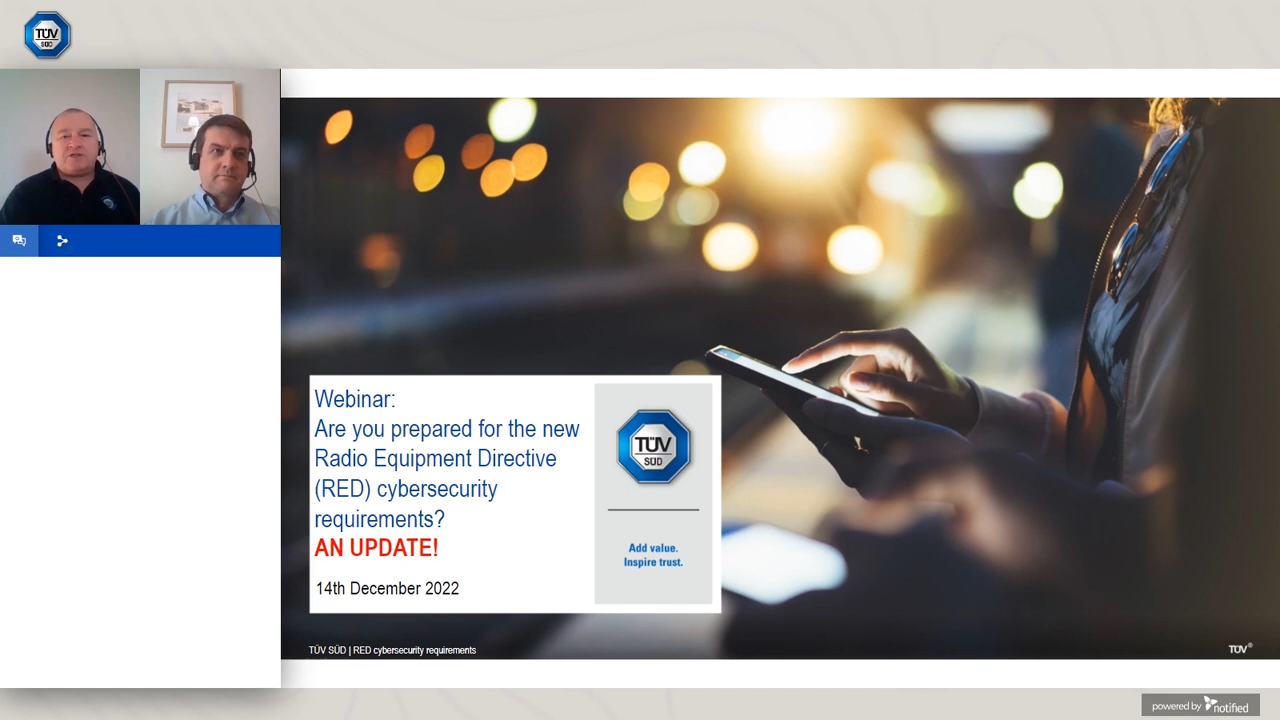 TÜV
SÜD
Webinar:
Are you prepared for the new
Radio Equipment Directive
(RED) cybersecurity
requirements?
AN UPDATE!
14th December 2022
TÜV
SÜD
Add value.
Inspire trust.
TÜV SÜD | RED cybersecurity requirements
TÜV®
powered by notified